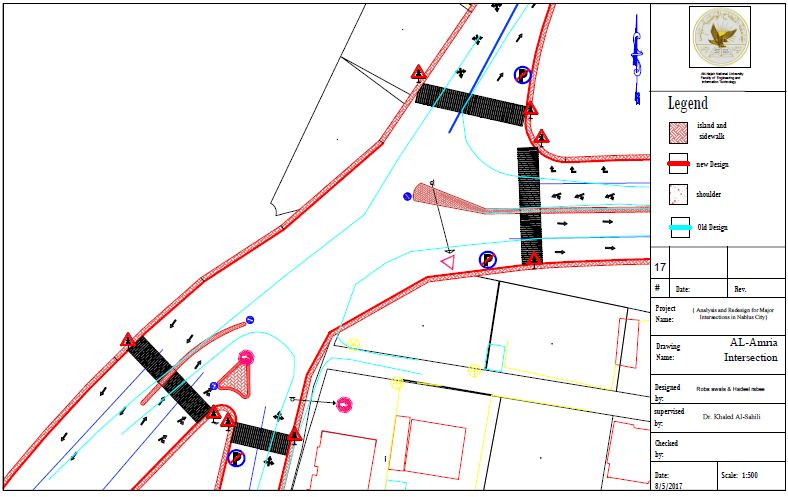 An-Najah National University
Faculty of Engineering and
Information Technology
Legend
island and
sidewalk
new Design
shoulder
Old Design
17
#
Date:
Rev.
Project
Name:
( Analysis and Redesign for Major
Intersections in Nablus City)
Drawing
Name:
AL-Amria
Intersection
Designed
by:
Roba awais & Hadeel rabee
supervised
by:
Dr. Khaled Al-Sahili
Checked
by:
Date:
8/5/2017
Scale: 1:500
P
P
P